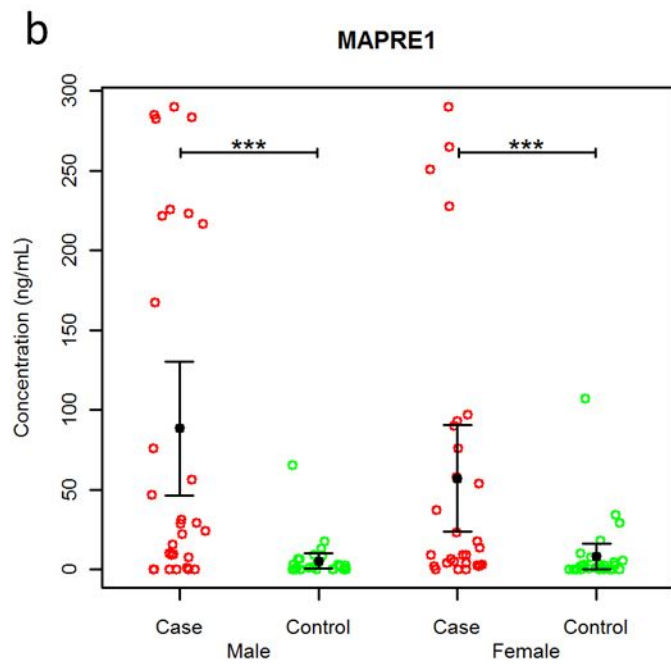 b
MAPRE1
Concentration (ng/mL)
300
250
200
150
100
50
0
***
***
Case
Control
Case
Control
Male
Female